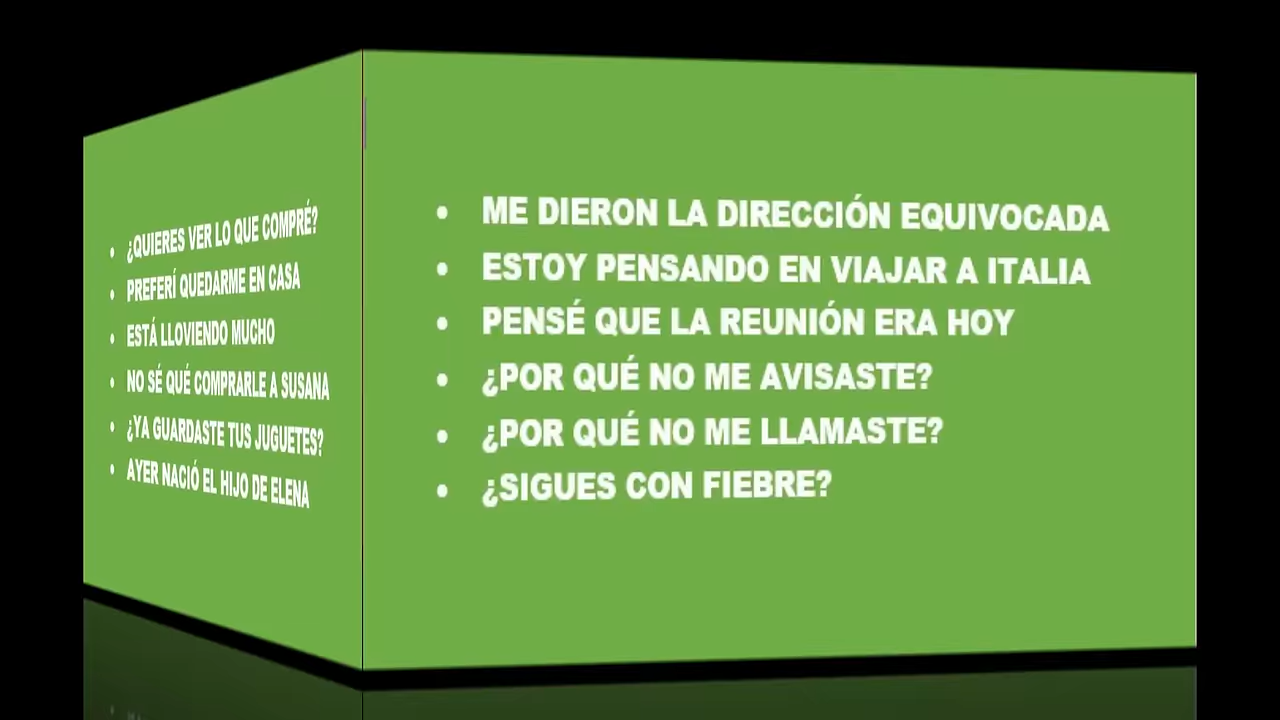 • ¿QUIERES VER LO QUE COMPRÉ?
• PREFERÍ QUEDARME EN CASA
• ESTÁ LLOVIENDO MUCHO
• NO SÉ QUÉ COMPRARLE A SUSANA
• ¿YA GUARDASTE TUS JUGUETES?
• AYER NACIÓ EL HIJO DE ELENA
• ME DIERON LA DIRECCIÓN EQUIVOCADA
• ESTOY PENSANDO EN VIAJAR A ITALIA
• PENSÉ QUE LA REUNIÓN ERA HOY
• ¿POR QUÉ NO ME AVISASTE?
• ¿POR QUÉ NO ME LLAMASTE?
• ¿SIGUES CON FIEBRE?